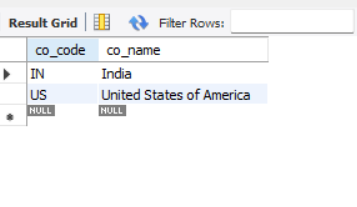 Result Grid Filter Rows:
co_code co_name
IN India
US United States of America
NULL NULL